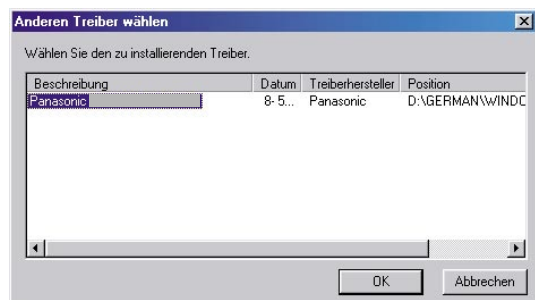 Anderen Treiber wählen
Wählen Sie den zu installierenden Treiber.
Beschreibung Datum Treiberhersteller Position
Panasonic 8- 5... Panasonic D:\GERMAN\WINDO
OK Abbrechen